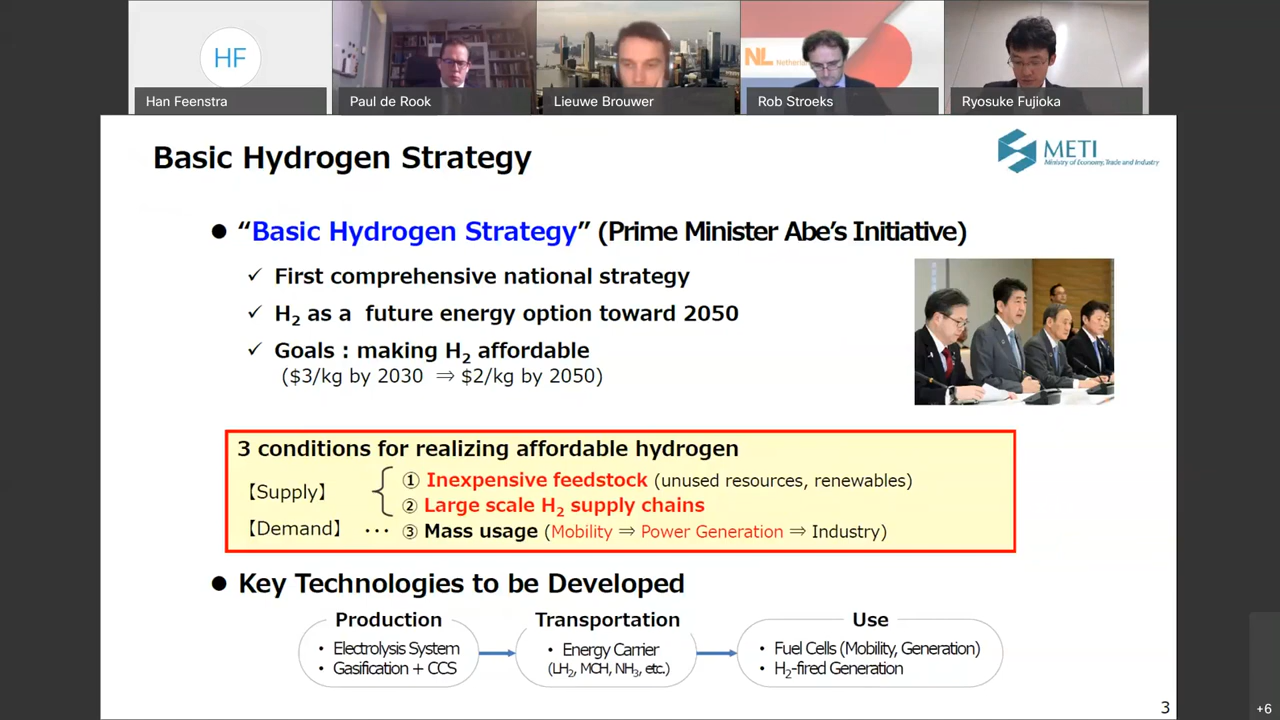 HF
Han Feenstra
Paul de Rook
Lieuwe Brouwer
NL Netherla
Rob Stroeks
Ryosuke Fujioka
Basic Hydrogen Strategy
METI
Ministry of Economy, Trade and Industry
● “Basic Hydrogen Strategy” (Prime Minister Abe’s Initiative)
✓ First comprehensive national strategy
✓ H₂ as a future energy option toward 2050
✓ Goals : making H₂ affordable
($3/kg by 2030 ⇒ $2/kg by 2050)
3 conditions for realizing affordable hydrogen
【Supply】
① Inexpensive feedstock (unused resources, renewables)
② Large scale H₂ supply chains
【Demand】 ··· ③ Mass usage (Mobility ⇒ Power Generation ⇒ Industry)
● Key Technologies to be Developed
Production
• Electrolysis System
• Gasification + CCS
Transportation
• Energy Carrier
(LH₂, MCH, NH₃, etc.)
Use
• Fuel Cells (Mobility, Generation)
• H₂-fired Generation
3
+6